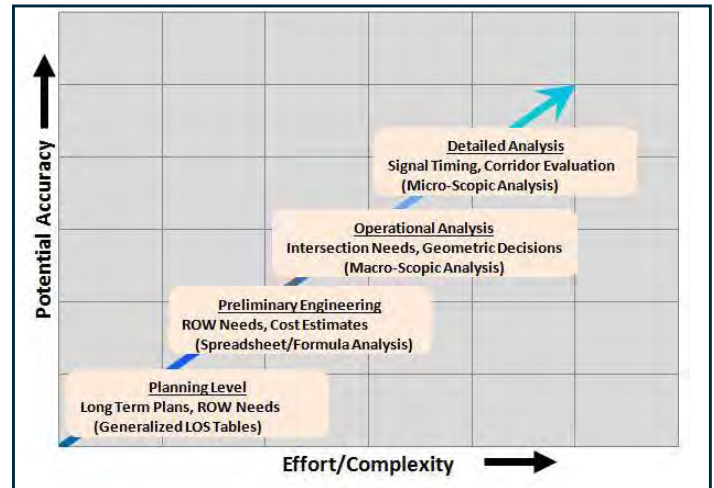 Potential Accuracy
Detailed Analysis
Signal Timing, Corridor Evaluation
(Micro-Scopic Analysis)
Operational Analysis
Intersection Needs, Geometric Decisions
(Macro-Scopic Analysis)
Preliminary Engineering
ROW Needs, Cost Estimates
(Spreadsheet/Formula Analysis)
Planning Level
Long Term Plans, ROW Needs
(Generalized LOS Tables)
Effort/Complexity